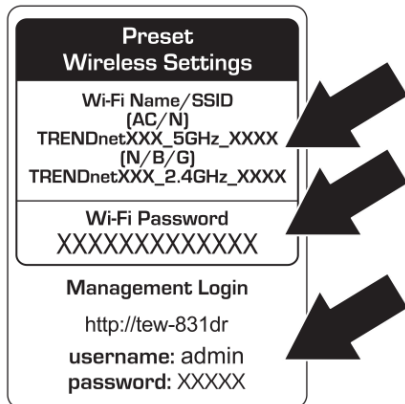 Preset
Wireless Settings
Wi-Fi Name/SSID
(AC/N)
TRENDnetXXX_5GHz_XXXX
(N/B/G)
TRENDnetXXX_2.4GHz_XXXX
Wi-Fi Password
XXXXXXXXXXXXX
Management Login
http://tew-831dr
username: admin
password: XXXXX